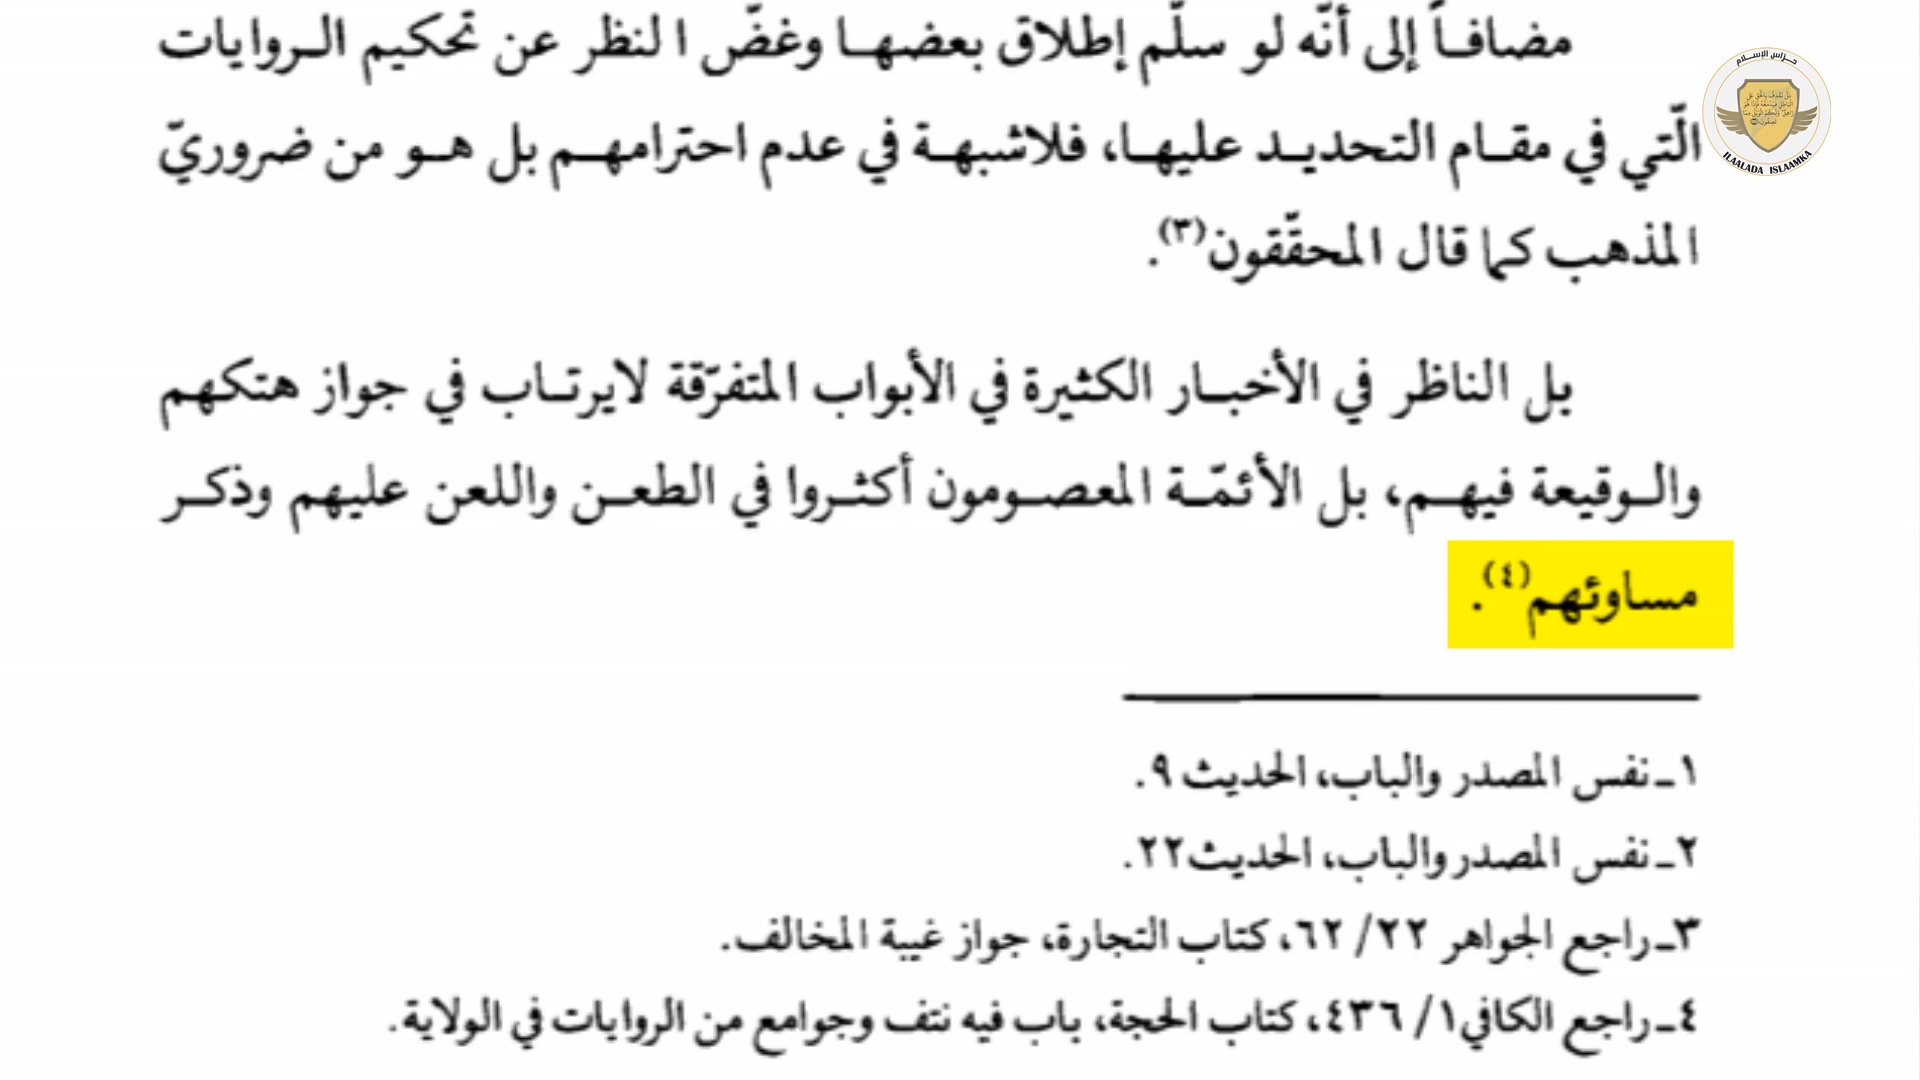 مضافاً إلى أنّه لو سلّم إطلاق بعضها وغضّ النظر عن تحكيم الروايات
الّتي في مقام التحديد عليها، فلاشبهة في عدم احترامهم بل هو من ضروريّ
المذهب كما قال المحقّقون(٣).
بل الناظر في الأخبار الكثيرة في الأبواب المتفرّقة لايرتاب في جواز هتكهم
والوقيعة فيهم، بل الأئمّة المعصومون أكثروا في الطعن واللعن عليهم وذكر
مساوئهم(٤).
١ـ نفس المصدر والباب، الحديث ٩.
٢ـ نفس المصدر والباب، الحديث ٢٢.
٣ـ راجع الجواهر ٢٢/ ٦٢، كتاب التجارة، جواز غيبة المخالف.
٤ـ راجع الكافي١/ ٤٣٦، كتاب الحجة، باب فيه نتف وجوامع من الروايات في الولاية.
حراس الإسلام
ILAALADA ISLAAMKA